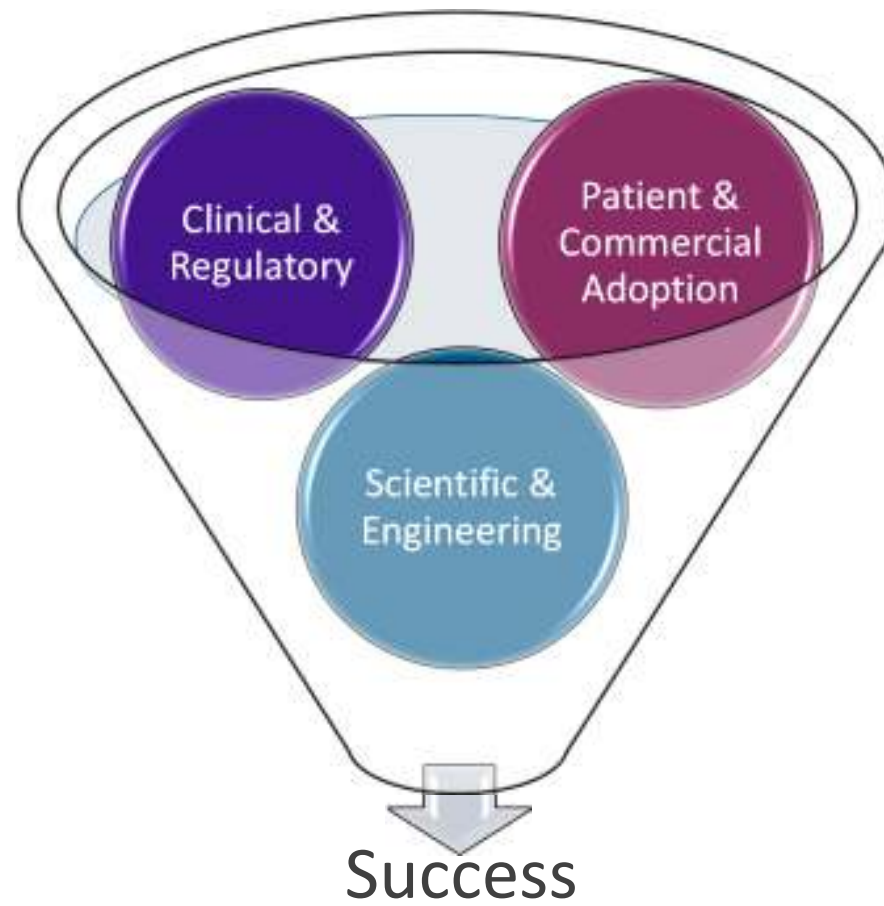 Clinical &
Regulatory
Patient &
Commercial
Adoption
Scientific &
Engineering
Success